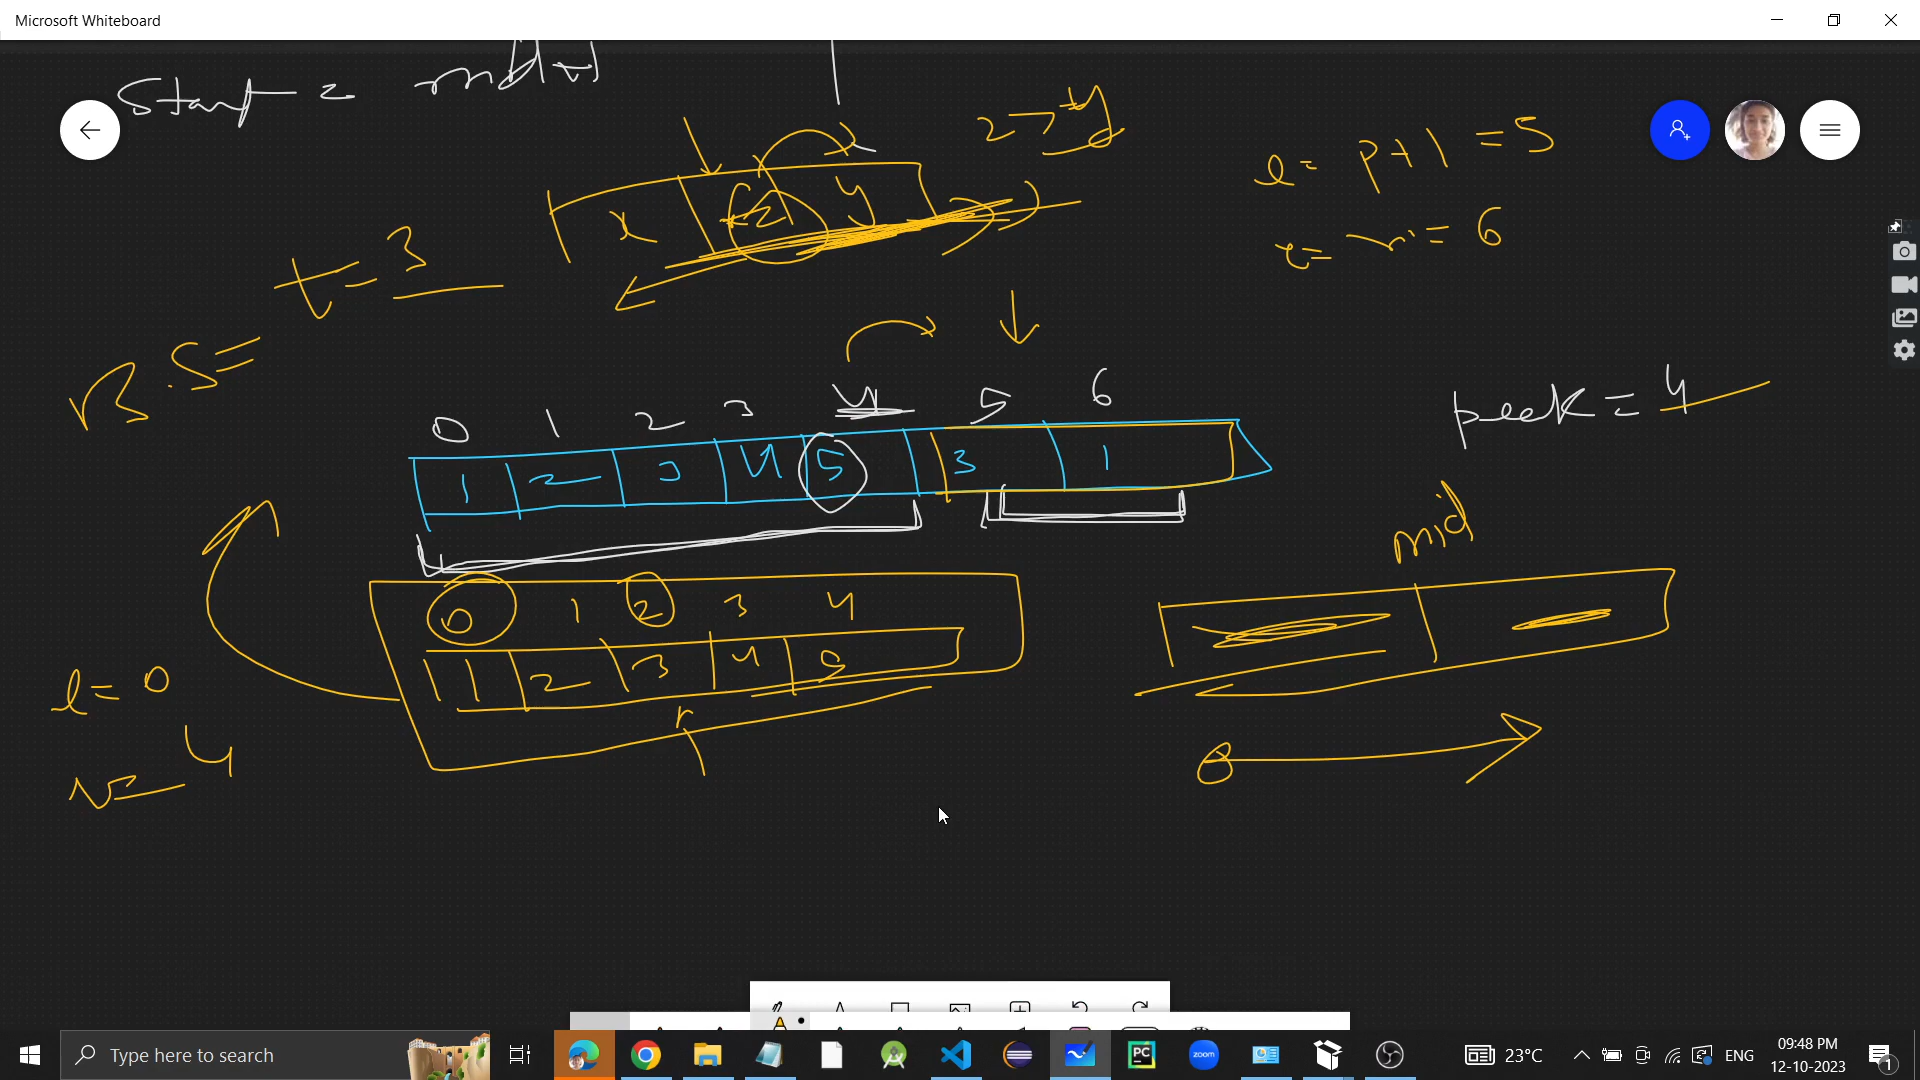 Microsoft Whiteboard
start =
2 → y
x 2 y
l = p+1 = 5
r = n = 6
t = 3
B.S =
0 1 2 3 4 5 6
1 2 3 4 5 3 1
peek = 4
mid
0 1 2 3 4
1 2 3 4 5
l = 0
r = 4
Type here to search
zoom
23°C
ENG
09:48 PM
12-10-2023
1